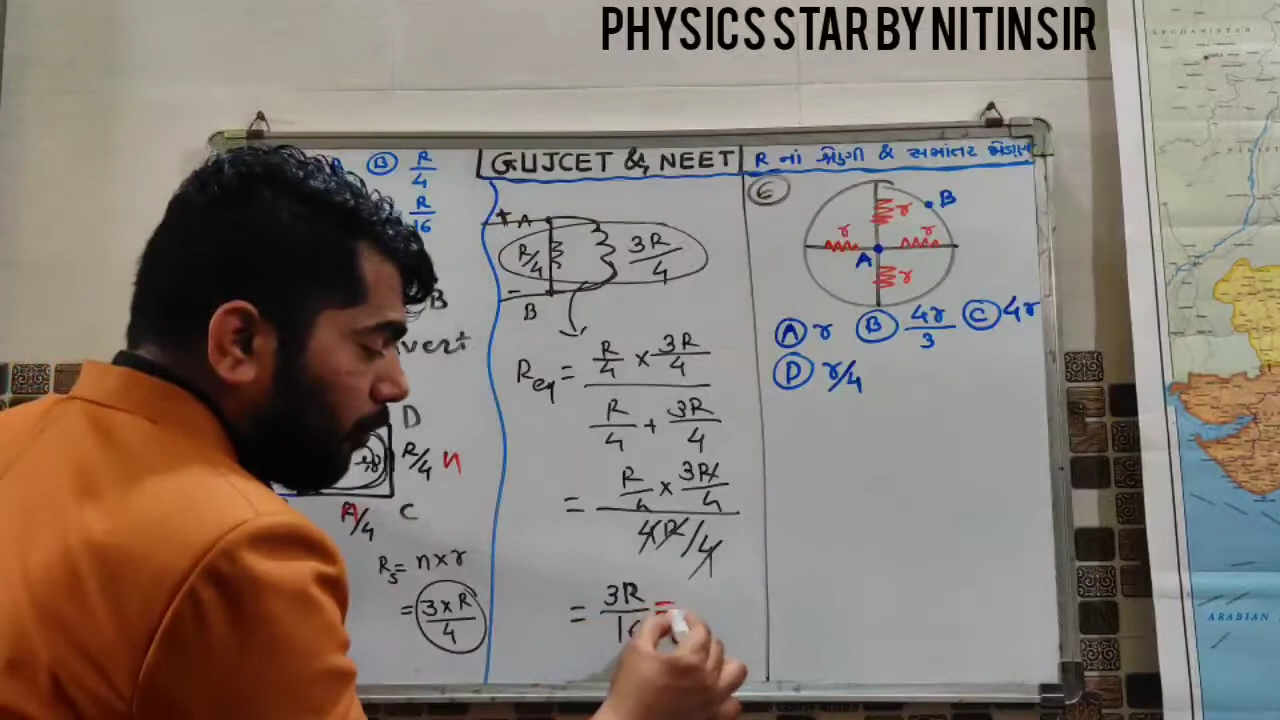 PHYSICS STAR BY NITIN SIR
GUJCET & NEET
R નાં શ્રેણી & સમાંતર જોડાણ
B R/4
R/16
B
vert
D
R/4 n
R/4 C
Rs = n x r
= 3 x R / 4
+ A
R/4 3R/4
- B
Req = R/4 x 3R/4
R/4 + 3R/4
= R/4 x 3R/4
4R/4
= 3R =
6
r B
r r
A r
A r B 4r/3 C 4r
D r/4
AFGHANISTAN
ARABIAN